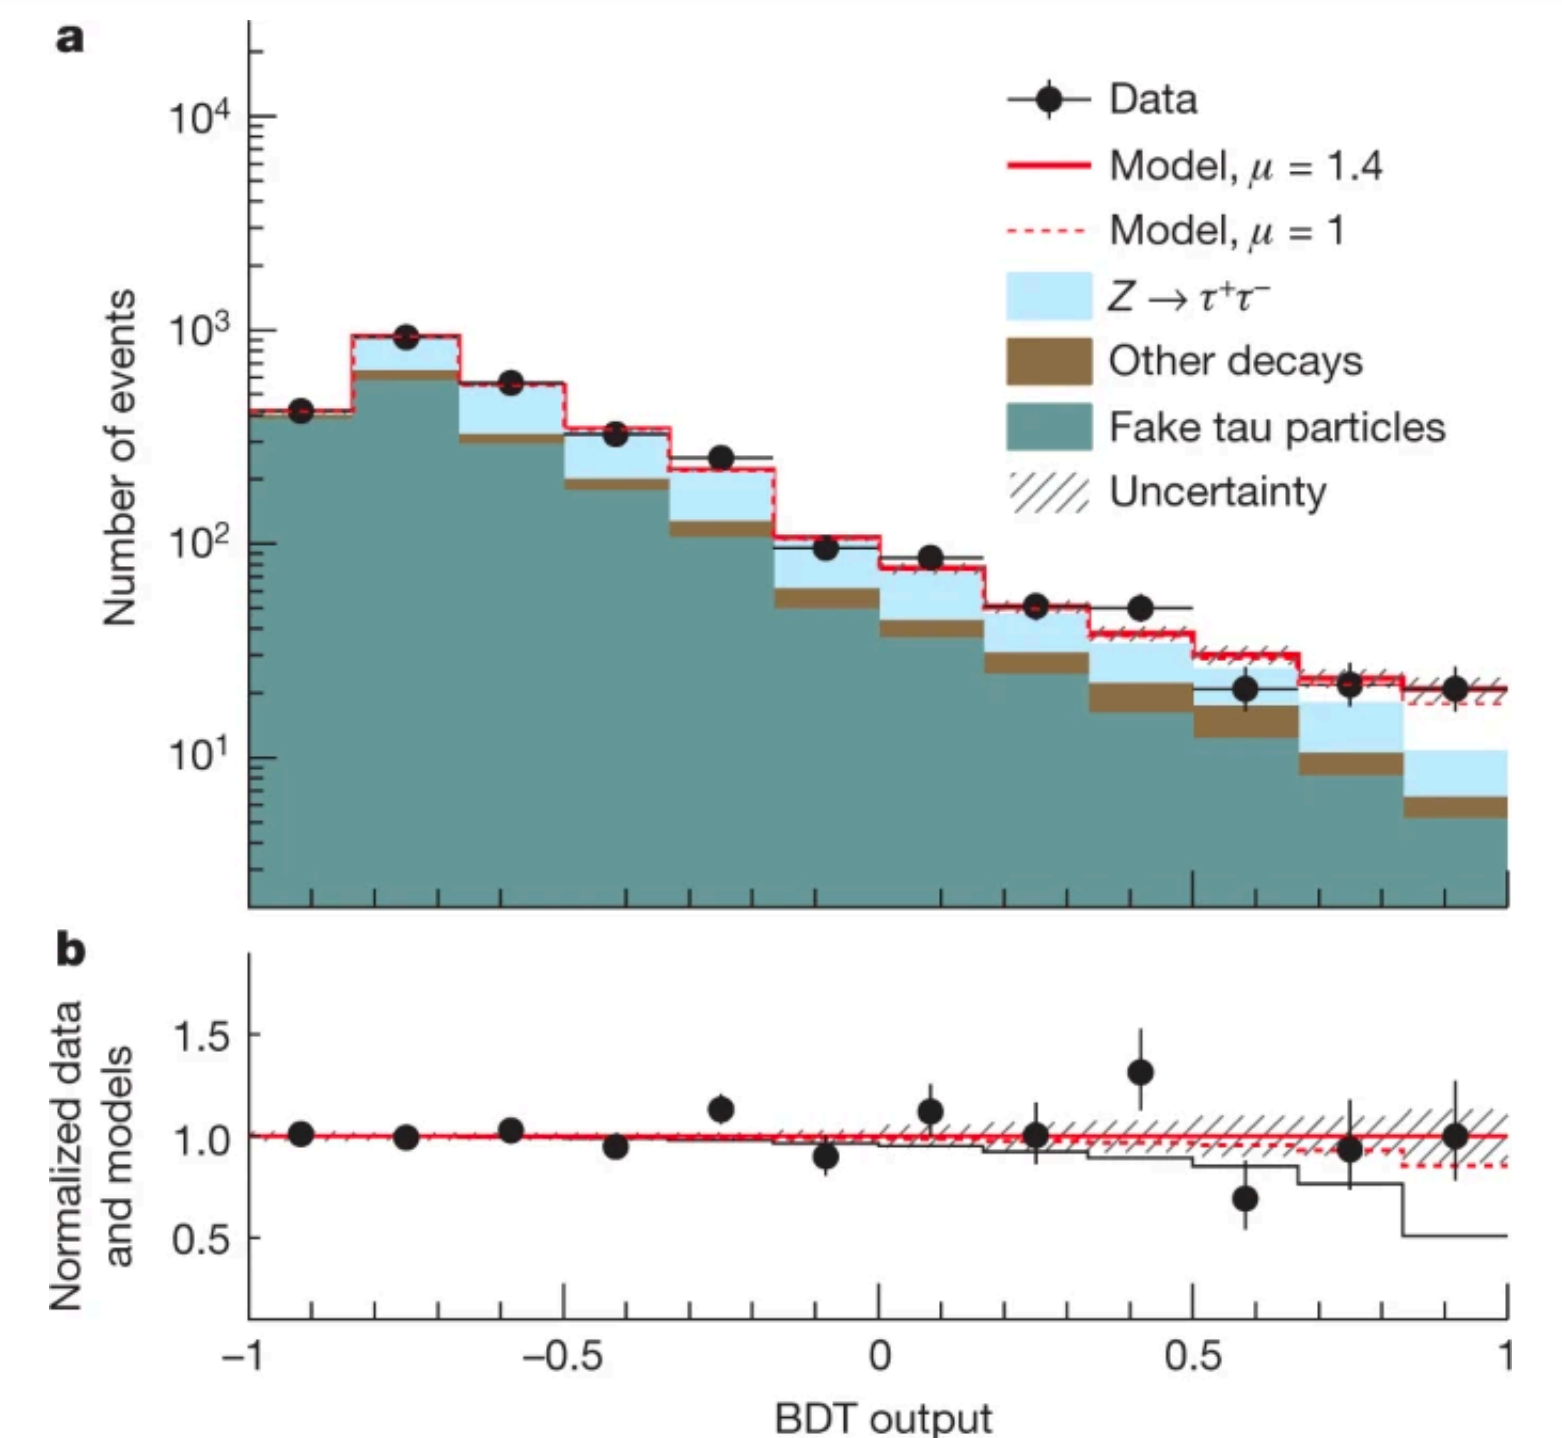 a
10⁴
10³
10²
10¹
Number of events
Data
Model, μ = 1.4
Model, μ = 1
Z → τ⁺τ⁻
Other decays
Fake tau particles
Uncertainty
b
1.5
1.0
0.5
Normalized data
and models
−1
−0.5
0
0.5
1
BDT output